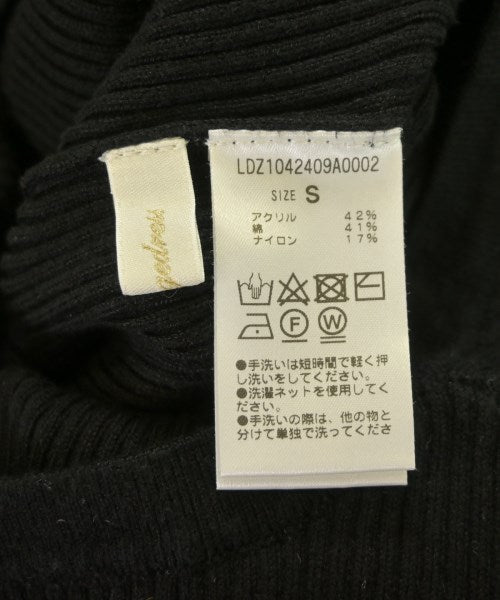 LDZ1042409A0002
SIZE S
アクリル 42%
綿 41%
ナイロン 17%
F W
●手洗いは短時間で軽く押
し洗いをしてください。
●洗濯ネットを使用してく
ださい。
●手洗いの際は、他の物と
分けて単独で洗ってくださ